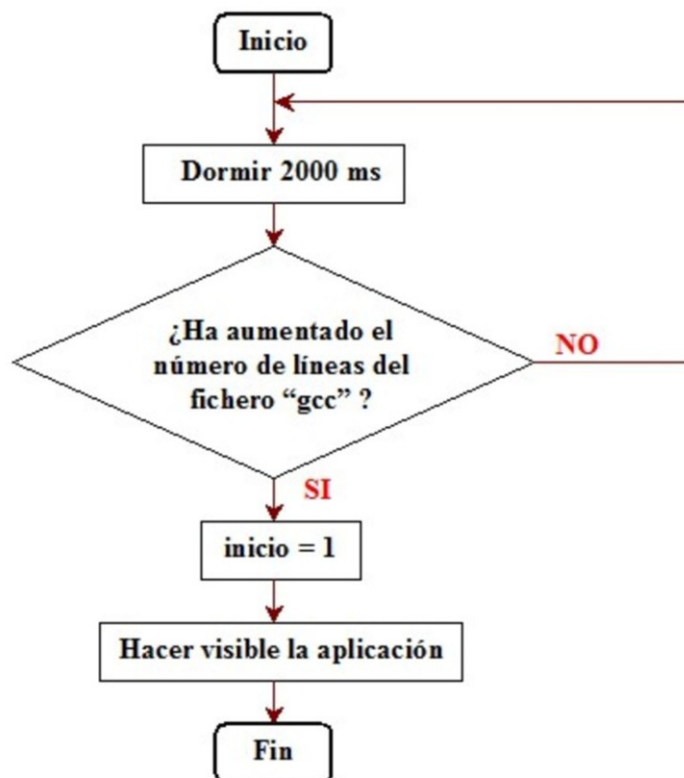 Inicio
Dormir 2000 ms
¿Ha aumentado el
número de líneas del
fichero “gcc” ?
NO
SI
inicio = 1
Hacer visible la aplicación
Fin